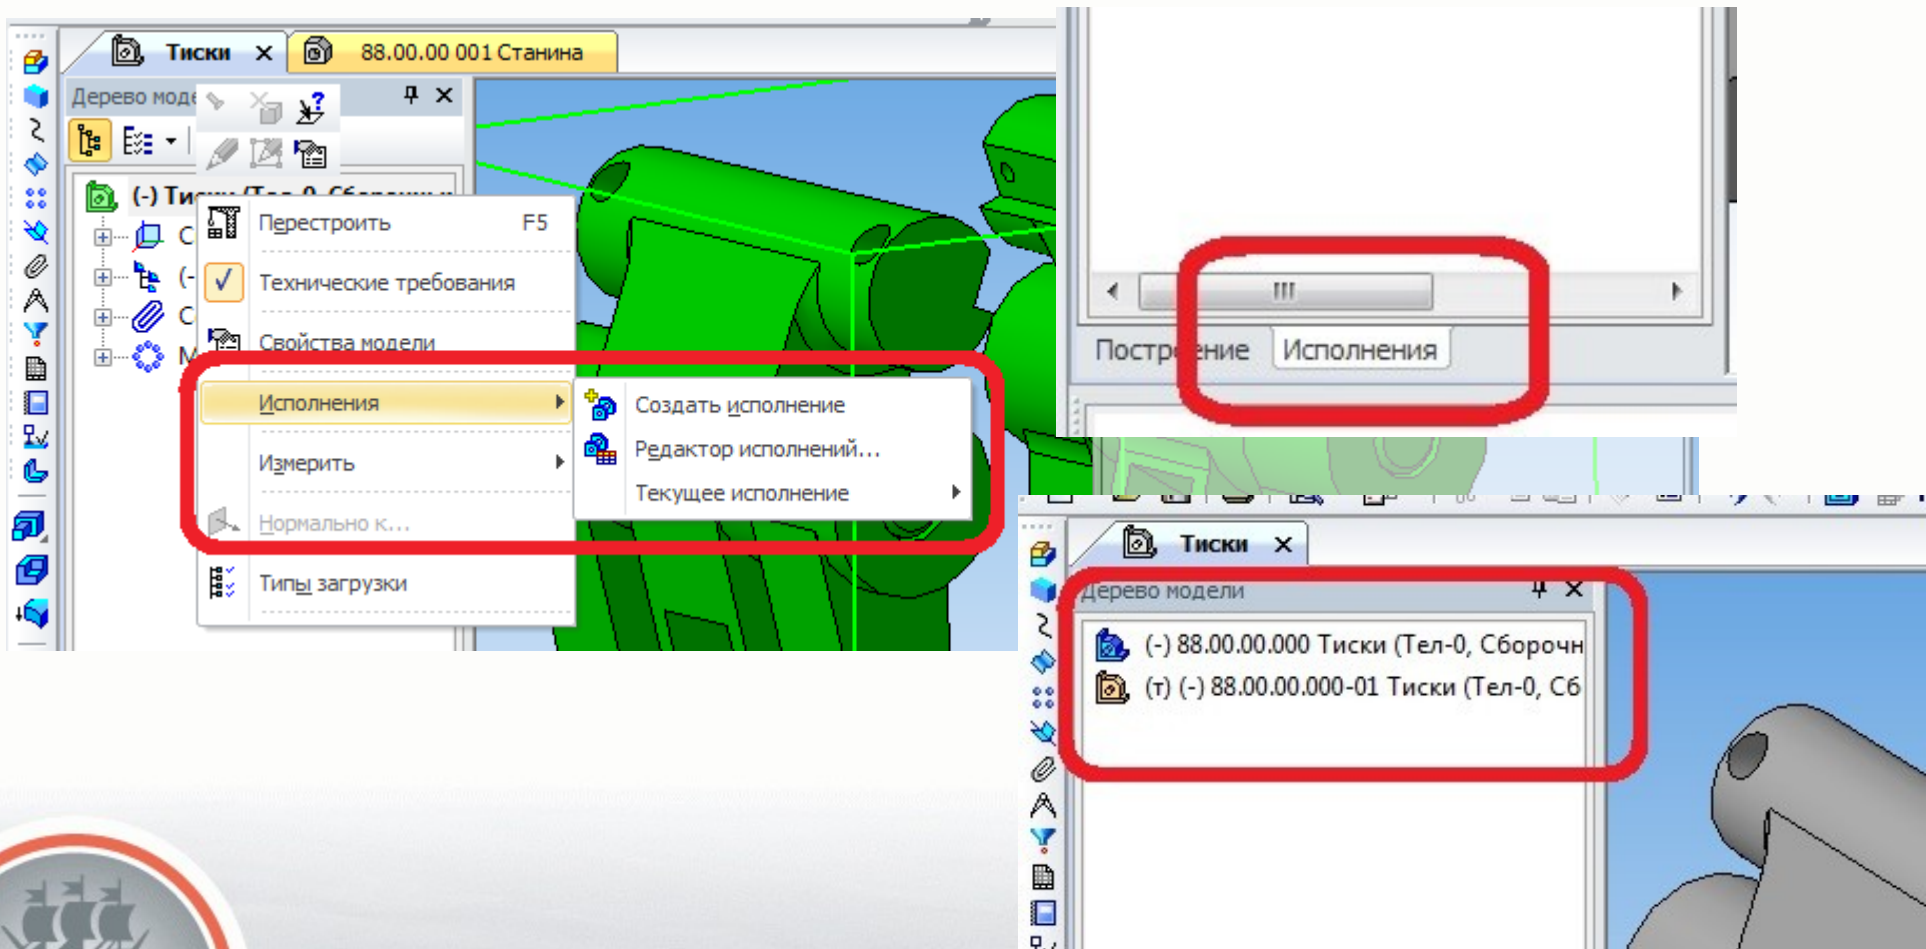 Тиски
88.00.00 001 Станина
Дерево
(-)
Перестроить F5
Технические требования
Свойства модели
Исполнения
Измерить
Нормально к...
Типы загрузки
Создать исполнение
Редактор исполнений...
Текущее исполнение
Построение Исполнения
Тиски
Дерево модели
(-) 88.00.00.000 Тиски (Тел-0, Сборочн
(т) (-) 88.00.00.000-01 Тиски (Тел-0, Сб